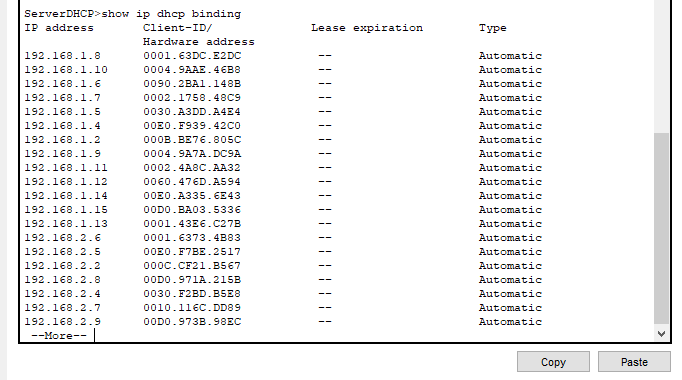 ServerDHCP>show ip dhcp binding
IP address Client-ID/ Lease expiration Type
Hardware address
192.168.1.8 0001.63DC.E2DC -- Automatic
192.168.1.10 0004.9AAE.46B8 -- Automatic
192.168.1.6 0090.2BA1.148B -- Automatic
192.168.1.7 0002.1758.48C9 -- Automatic
192.168.1.5 0030.A3DD.A4E4 -- Automatic
192.168.1.4 00E0.F939.42C0 -- Automatic
192.168.1.2 000B.BE76.805C -- Automatic
192.168.1.9 0004.9A7A.DC9A -- Automatic
192.168.1.11 0002.4A8C.AA32 -- Automatic
192.168.1.12 0060.476D.A594 -- Automatic
192.168.1.14 00E0.A335.6E43 -- Automatic
192.168.1.15 00D0.BA03.5336 -- Automatic
192.168.1.13 0001.43E6.C27B -- Automatic
192.168.2.6 0001.6373.4B83 -- Automatic
192.168.2.5 00E0.F7BE.2517 -- Automatic
192.168.2.2 000C.CF21.B567 -- Automatic
192.168.2.8 00D0.971A.215B -- Automatic
192.168.2.4 0030.F2BD.B5E8 -- Automatic
192.168.2.7 0010.116C.DD89 -- Automatic
192.168.2.9 00D0.973B.98EC -- Automatic
--More--
Copy Paste